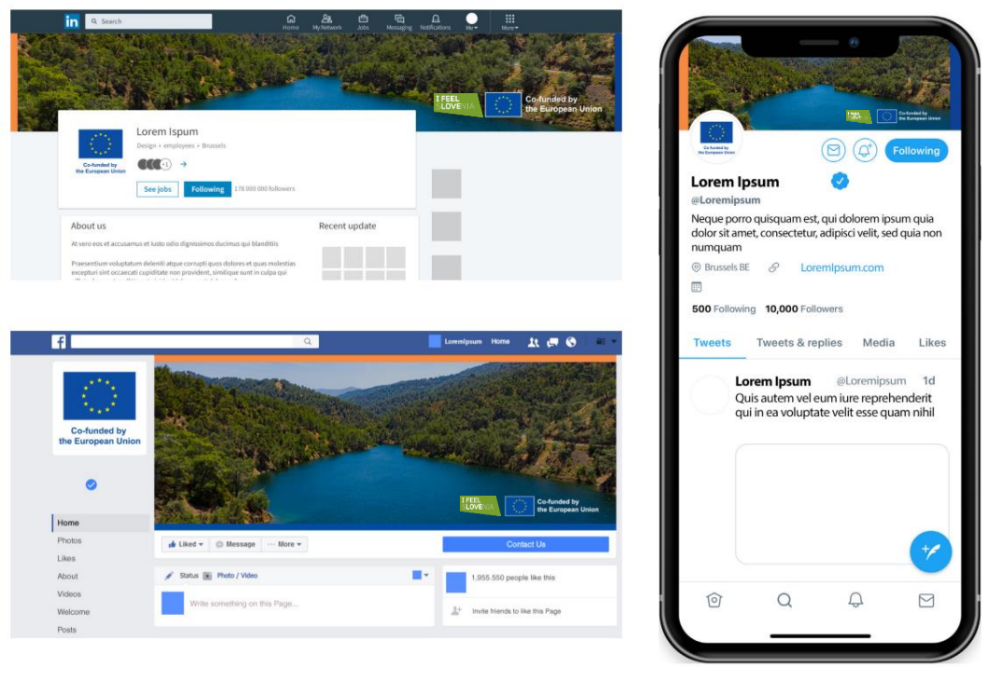 in
Search
Home
My Network
Jobs
Messaging
Notifications
Me
More
I FEEL
SLOVENIA
Co-funded by
the European Union
Co-funded by
the European Union
Lorem Ispum
Design • employees • Brussels
+1
See jobs
Following
178 000 000 followers
About us
At vero eos et accusamus et iusto odio dignissimos ducimus qui blanditiis
Praesentium voluptatum deleniti atque corrupti quos dolores et quas molestias
excepturi sint occaecati cupiditate non provident, similique sunt in culpa qui
Recent update
f
LoremIpsum
Home
Co-funded by
the European Union
I FEEL
SLOVENIA
Co-funded by
the European Union
Home
Photos
Likes
About
Videos
Welcome
Posts
Liked
Message
More
Contact Us
Status
Photo / Video
Write something on this Page...
1,955.550 people like this
Invite friends to like this Page
I FEEL
SLOVENIA
Co-funded by
the European Union
Co-funded by
the European Union
Following
Lorem Ipsum
@Loremipsum
Neque porro quisquam est, qui dolorem ipsum quia
dolor sit amet, consectetur, adipisci velit, sed quia non
numquam
Brussels BE
LoremIpsum.com
500 Following 10,000 Followers
Tweets
Tweets & replies
Media
Likes
Lorem Ipsum @Loremipsum 1d
Quis autem vel eum iure reprehenderit
qui in ea voluptate velit esse quam nihil